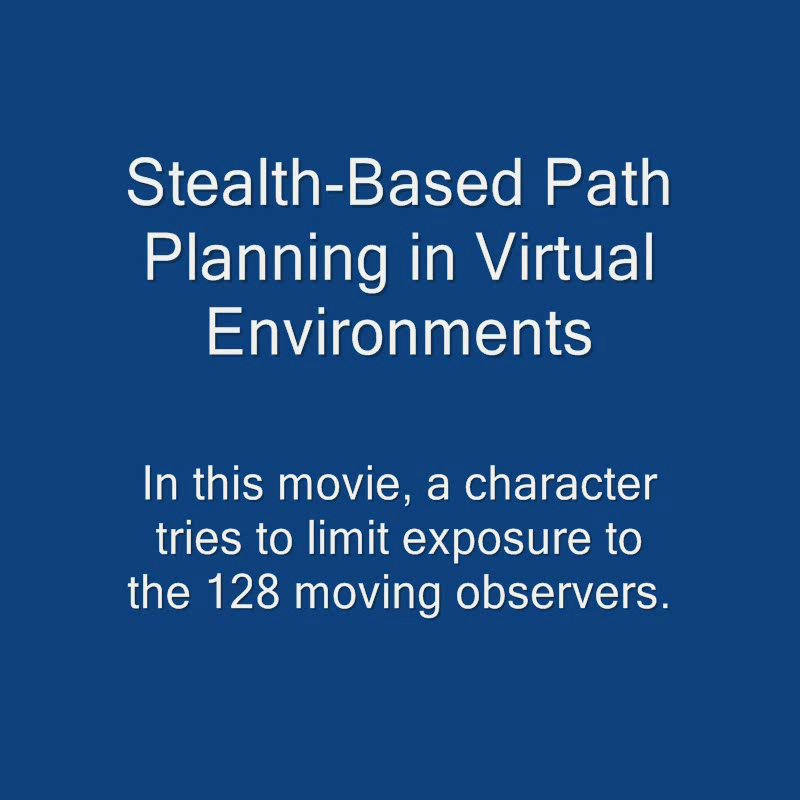 Stealth-Based Path
Planning in Virtual
Environments
In this movie, a character
tries to limit exposure to
the 128 moving observers.